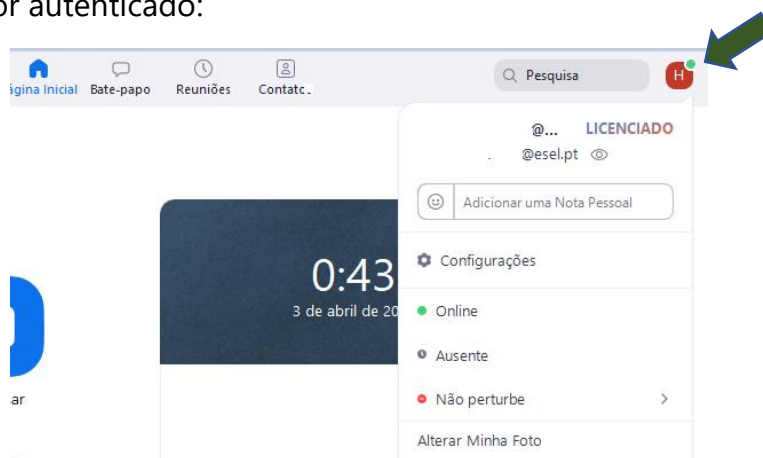 or autenticado:
ágina Inicial Bate-papo Reuniões Contato
Pesquisa
H
@... LICENCIADO
@esel.pt
Adicionar uma Nota Pessoal
Configurações
0:43
3 de abril de 20
Online
Ausente
ar
Não perturbe
Alterar Minha Foto